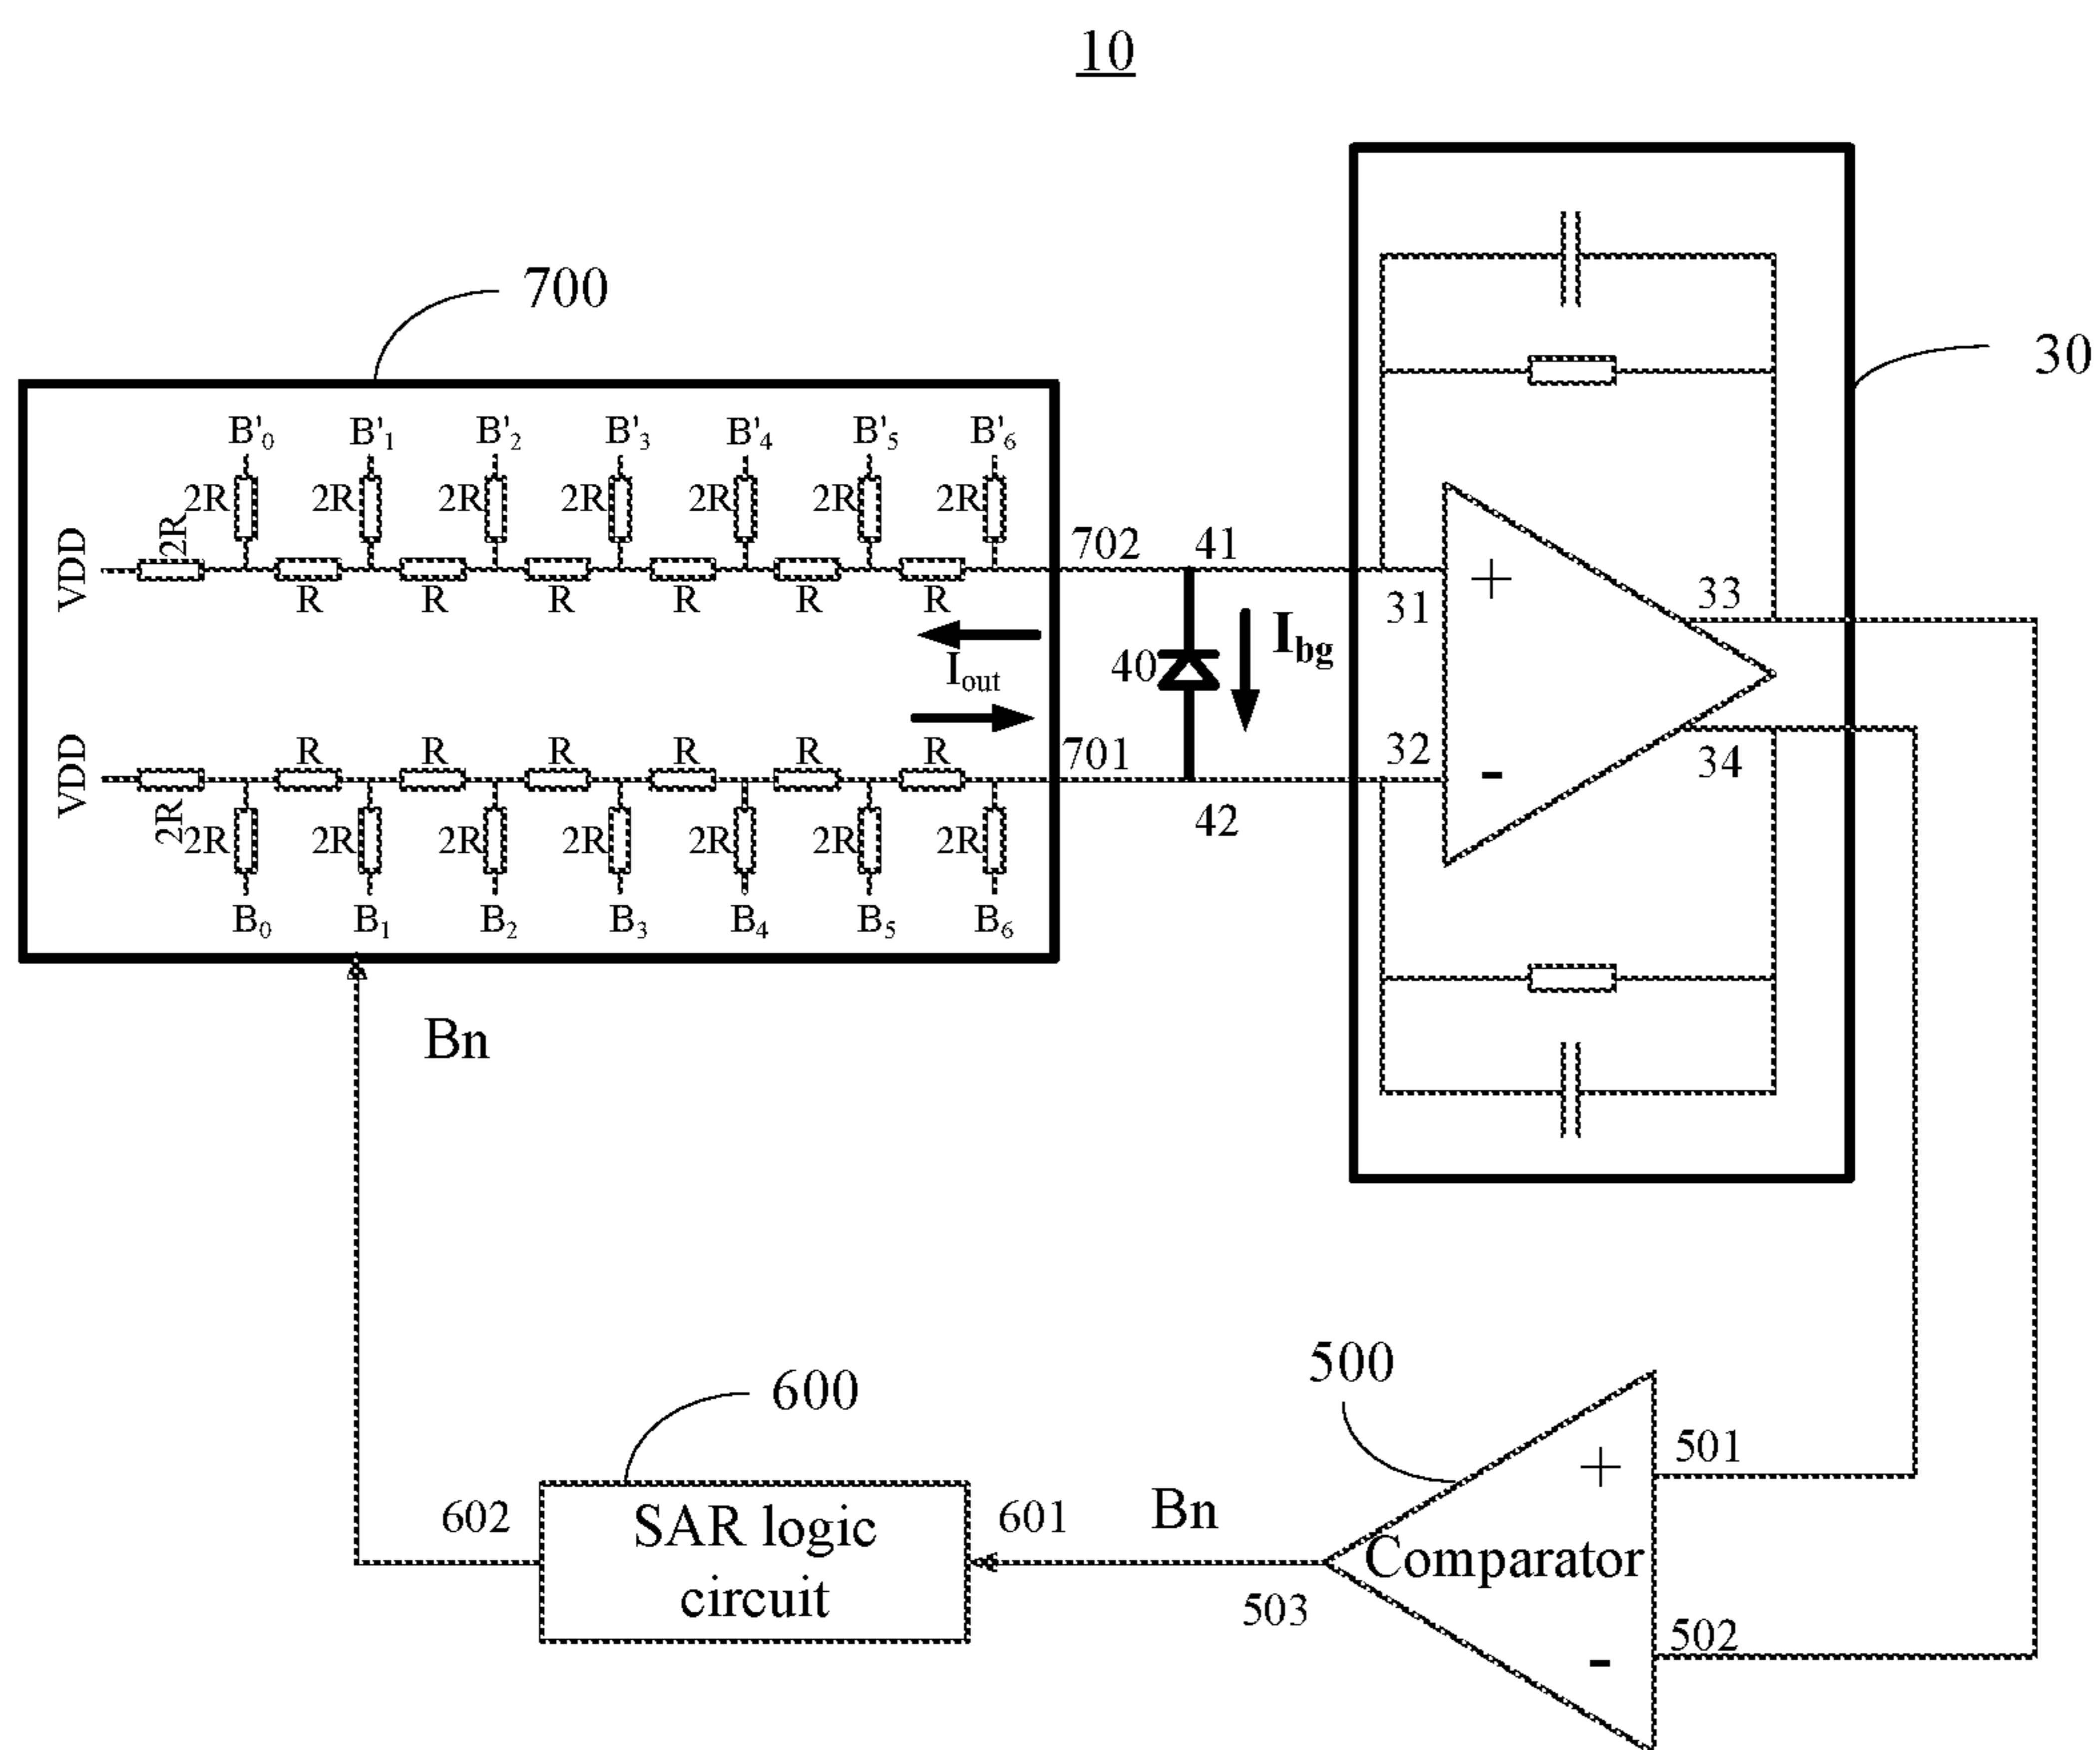 10
700
30
B'0 B'1 B'2 B'3 B'4 B'5 B'6
2R 2R 2R 2R 2R 2R 2R
VDD 2R
R R R R R R
702 41
31 + 33
Iout
40 Ibg
VDD 2R
R R R R R R
701 42
32 - 34
2R 2R 2R 2R 2R 2R 2R
B0 B1 B2 B3 B4 B5 B6
Bn
500
600
+ 501
602 SAR logic circuit 601
Bn
Comparator
503
- 502